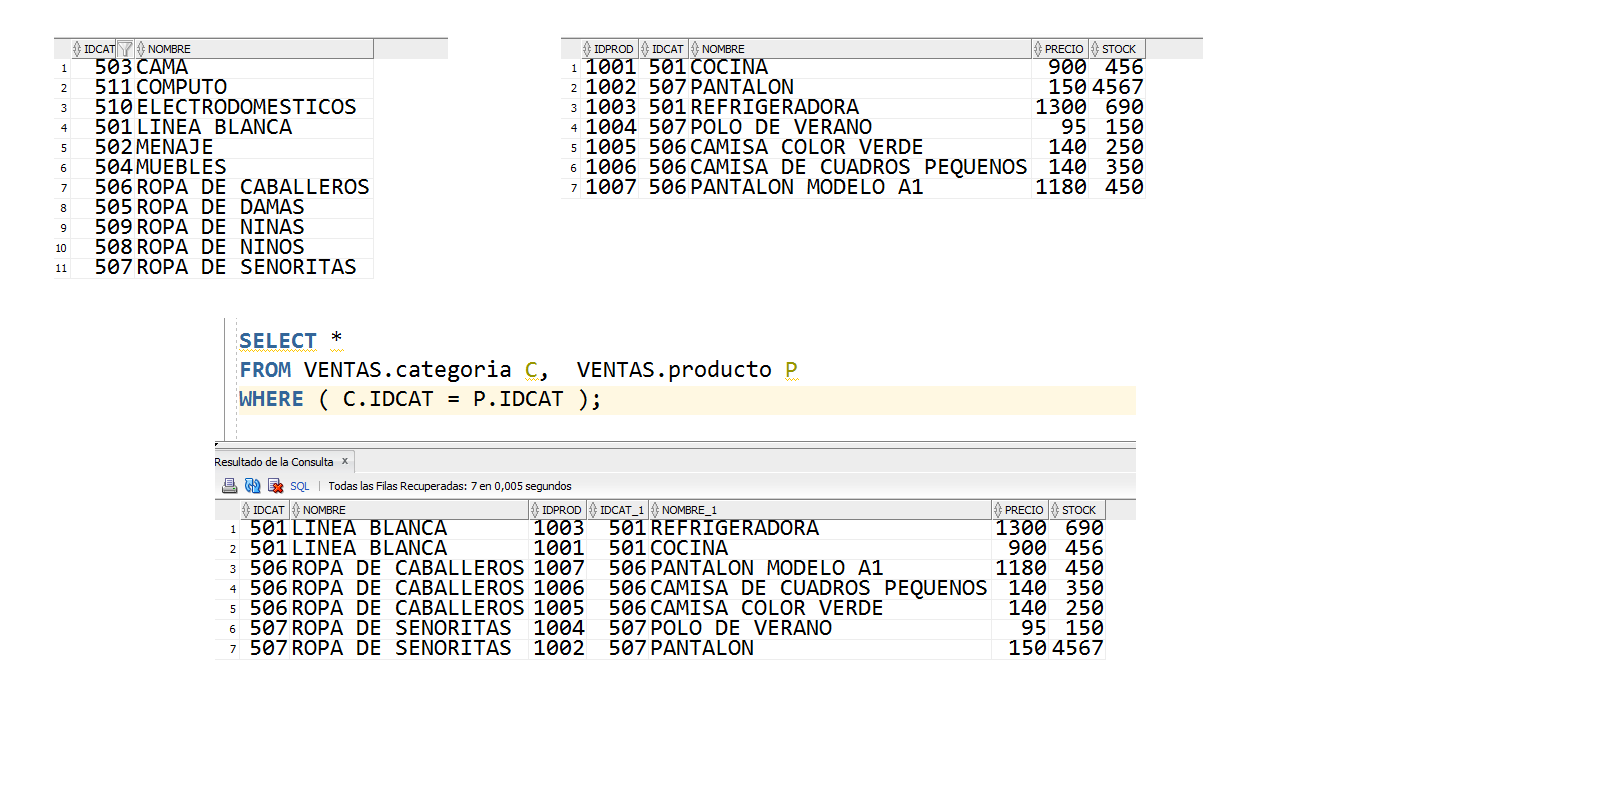 IDCAT NOMBRE
1 503 CAMA
2 511 COMPUTO
3 510 ELECTRODOMESTICOS
4 501 LINEA BLANCA
5 502 MENAJE
6 504 MUEBLES
7 506 ROPA DE CABALLEROS
8 505 ROPA DE DAMAS
9 509 ROPA DE NINAS
10 508 ROPA DE NINOS
11 507 ROPA DE SENORITAS
IDPROD IDCAT NOMBRE PRECIO STOCK
1 1001 501 COCINA 900 456
2 1002 507 PANTALON 150 4567
3 1003 501 REFRIGERADORA 1300 690
4 1004 507 POLO DE VERANO 95 150
5 1005 506 CAMISA COLOR VERDE 140 250
6 1006 506 CAMISA DE CUADROS PEQUENOS 140 350
7 1007 506 PANTALON MODELO A1 1180 450
SELECT *
FROM VENTAS.categoria C,  VENTAS.producto P
WHERE ( C.IDCAT = P.IDCAT );
Resultado de la Consulta x
SQL | Todas las Filas Recuperadas: 7 en 0,005 segundos
IDCAT NOMBRE IDPROD IDCAT_1 NOMBRE_1 PRECIO STOCK
1 501 LINEA BLANCA 1003 501 REFRIGERADORA 1300 690
2 501 LINEA BLANCA 1001 501 COCINA 900 456
3 506 ROPA DE CABALLEROS 1007 506 PANTALON MODELO A1 1180 450
4 506 ROPA DE CABALLEROS 1006 506 CAMISA DE CUADROS PEQUENOS 140 350
5 506 ROPA DE CABALLEROS 1005 506 CAMISA COLOR VERDE 140 250
6 507 ROPA DE SENORITAS 1004 507 POLO DE VERANO 95 150
7 507 ROPA DE SENORITAS 1002 507 PANTALON 150 4567